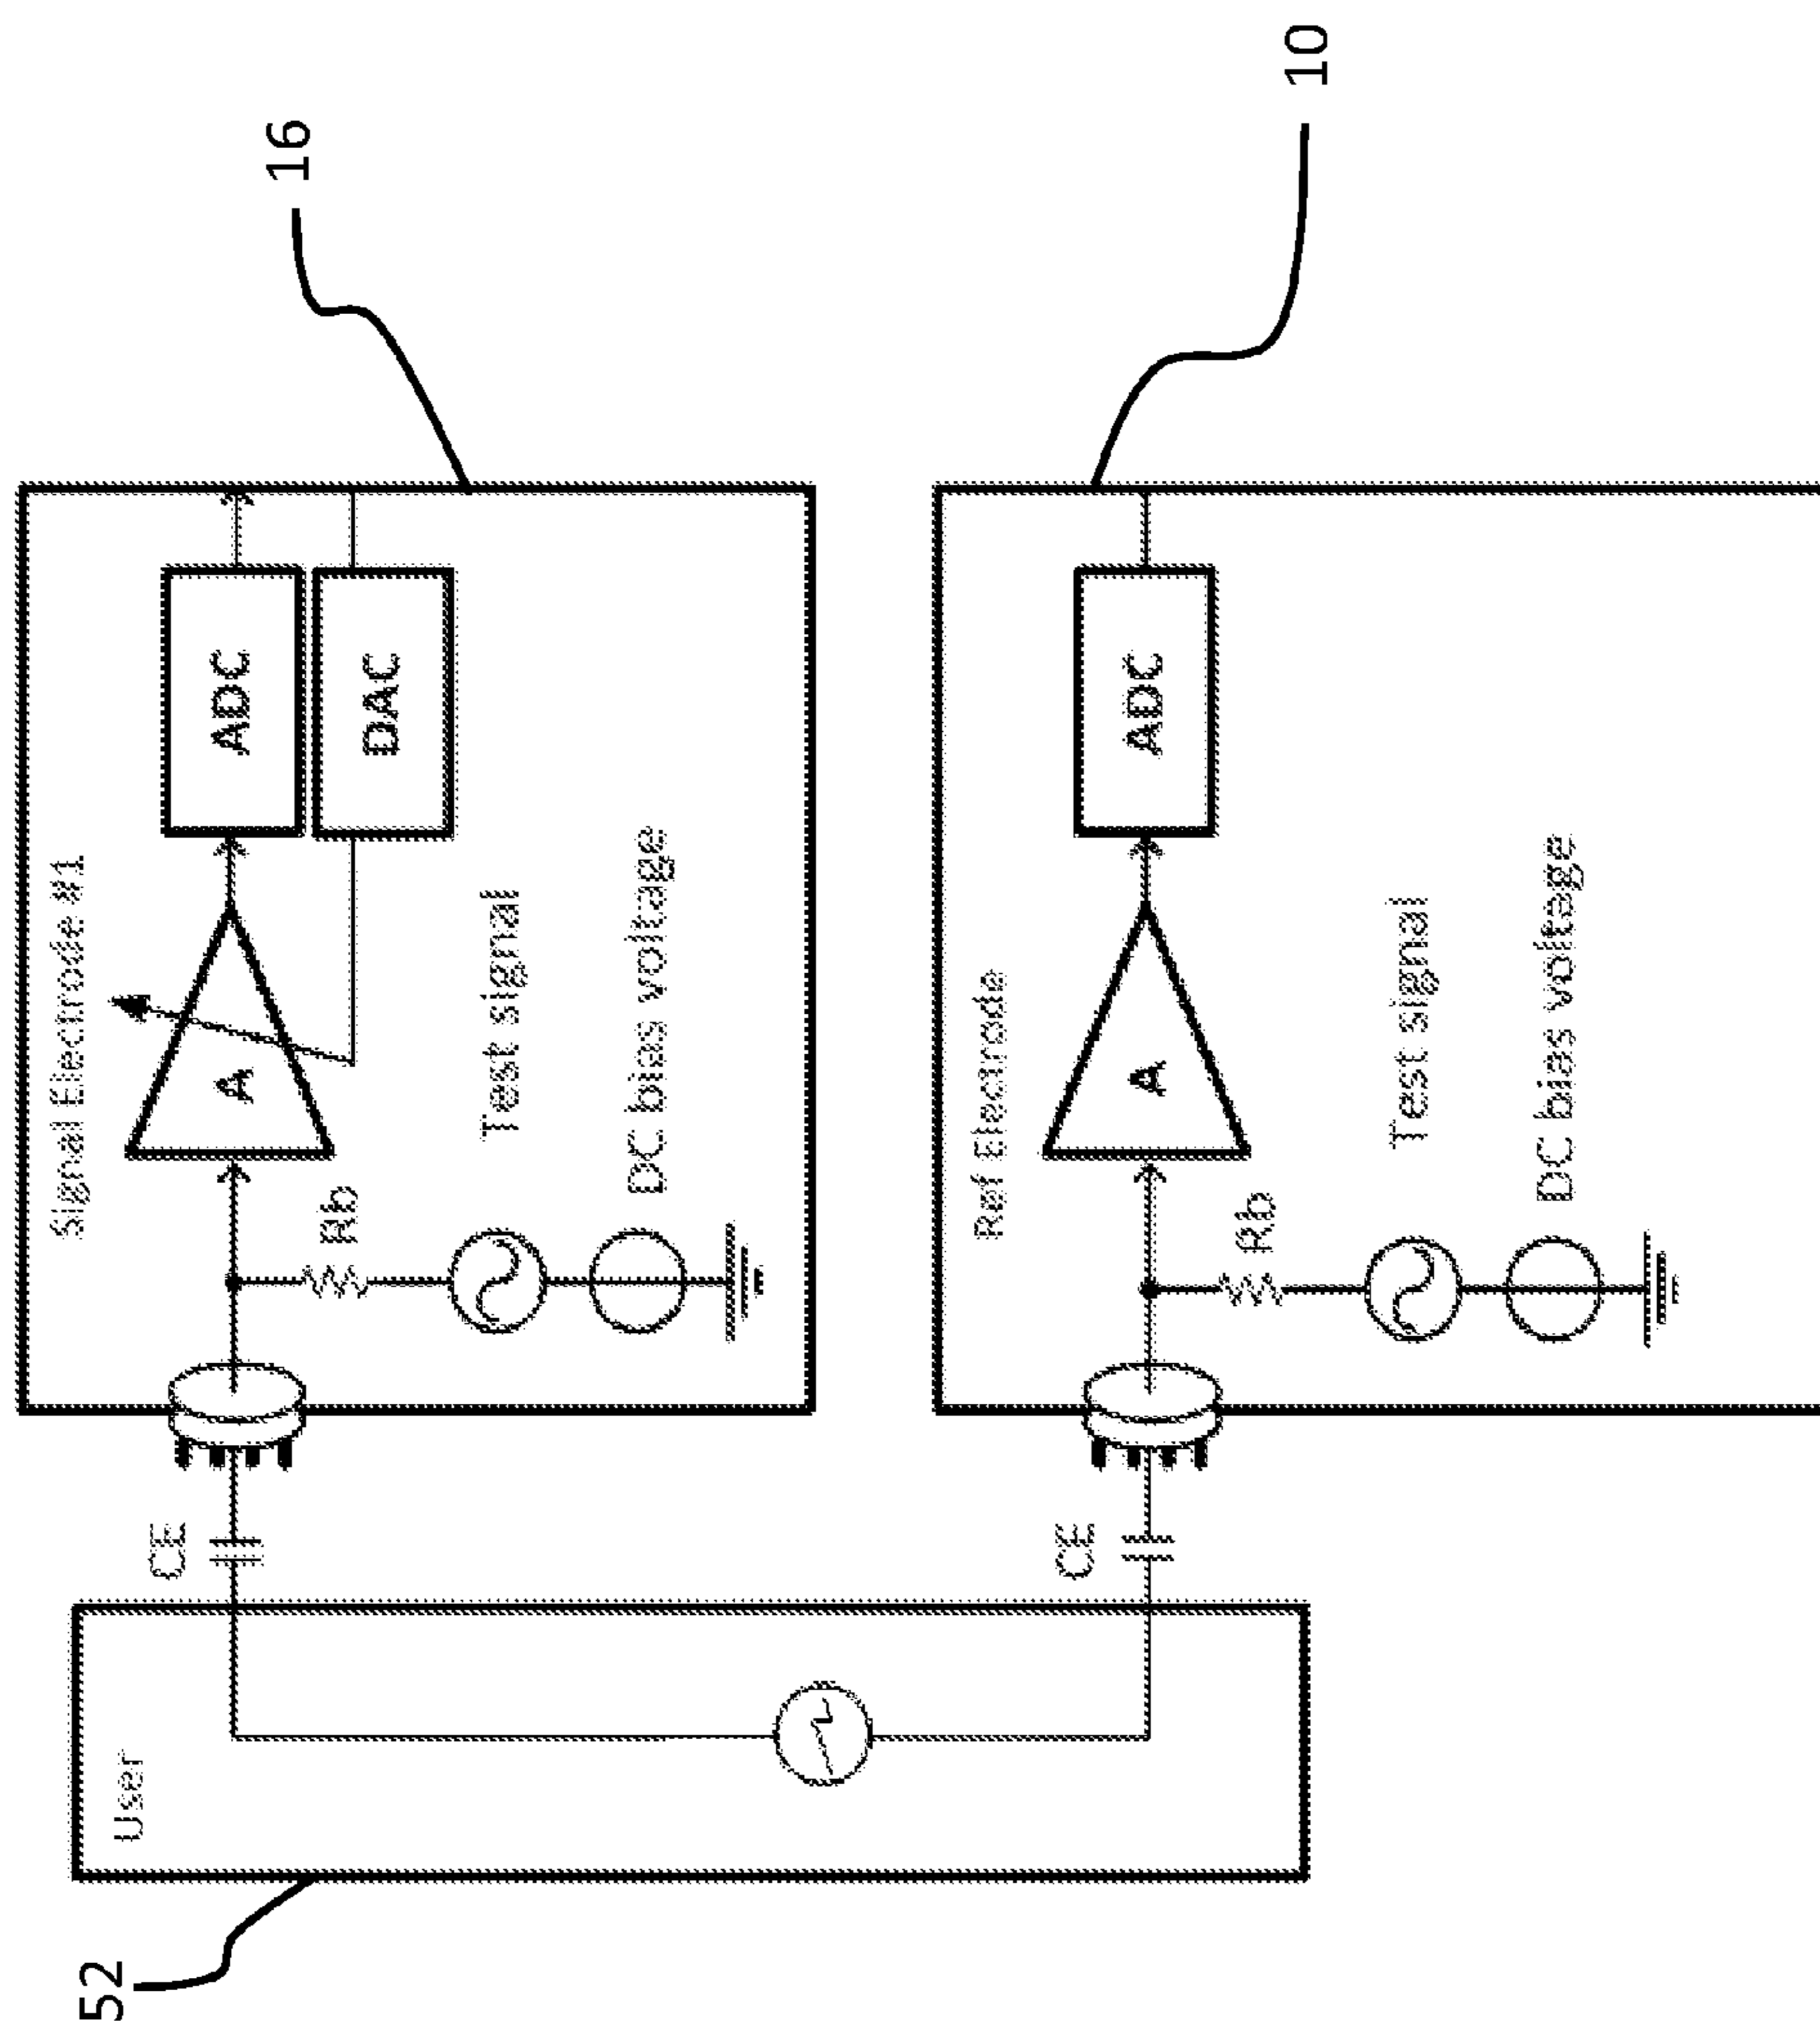 52
User
CE
CE
16
Signal Electrode #1
A
ADC
DAC
Rb
Test signal
DC bias voltage
10
Ref Electrode
A
ADC
Rb
Test signal
DC bias voltage